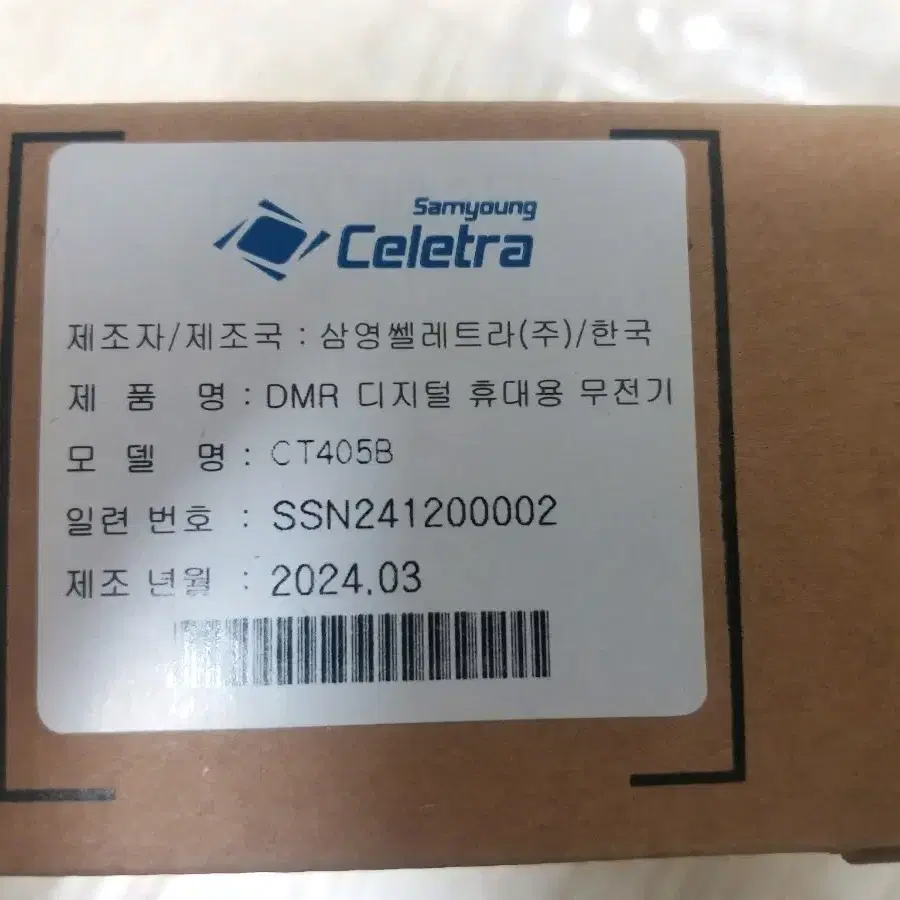 Samyoung
Celetra
제조자/제조국 : 삼영쎌레트라(주)/한국
제 품 명 : DMR 디지털 휴대용 무전기
모 델 명 : CT405B
일련 번호 : SSN241200002
제조 년월 : 2024.03